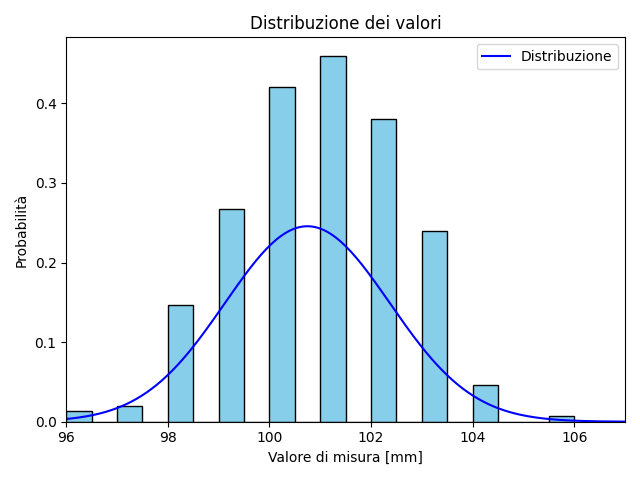 Distribuzione dei valori
Distribuzione
0.4
0.3
0.2
0.1
0.0
Probabilità
96 98 100 102 104 106
Valore di misura [mm]